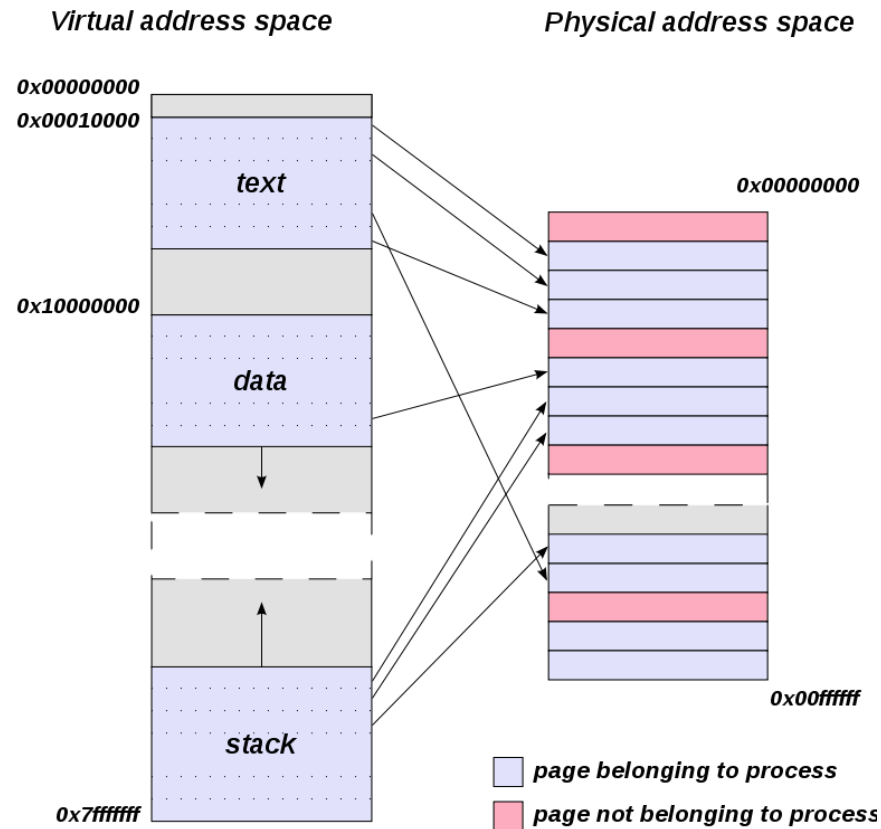 Virtual address space
Physical address space
0x00000000
0x00010000
text
0x10000000
data
stack
0x7fffffff
0x00000000
0x00ffffff
page belonging to process
page not belonging to process